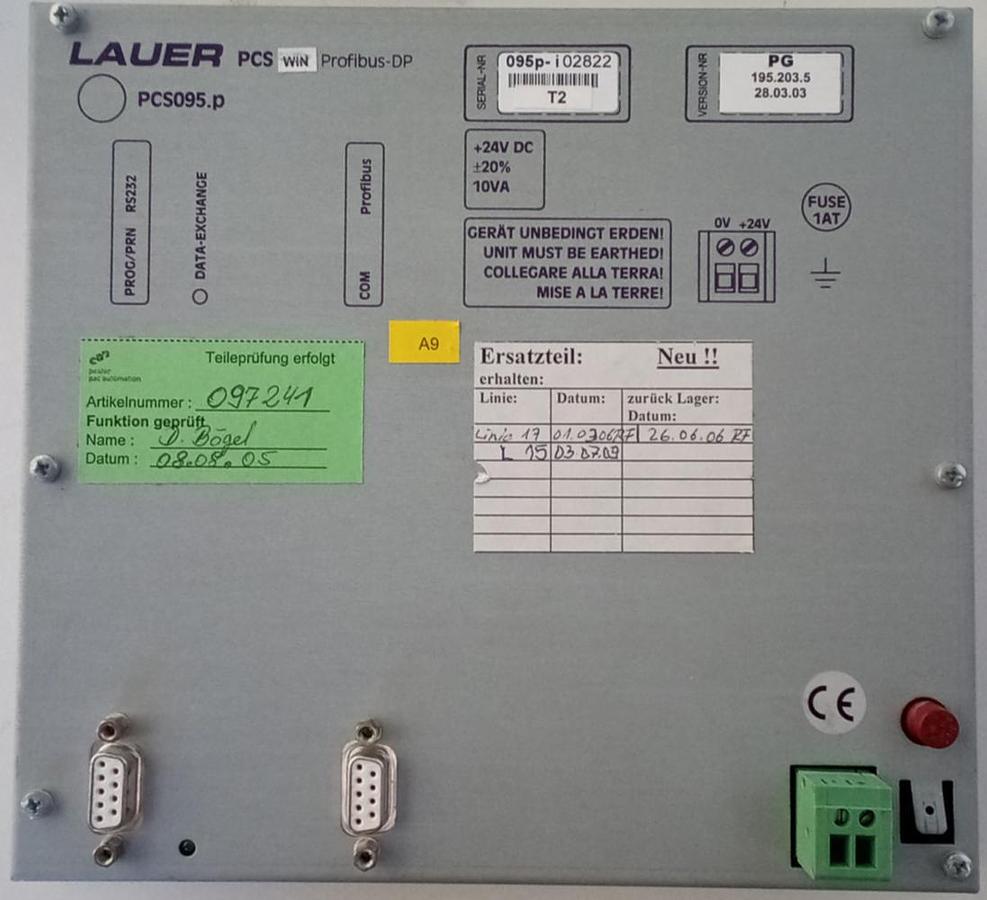 LAUER PCS WIN Profibus-DP
PCS095.p
SERIAL-NR
095p-i02822
T2
VERSION-NR
PG
195.203.5
28.03.03
+24V DC
±20%
10VA
PROG/PRN RS232
DATA-EXCHANGE
COM Profibus
GERÄT UNBEDINGT ERDEN!
UNIT MUST BE EARTHED!
COLLEGARE ALLA TERRA!
MISE A LA TERRE!
0V +24V
FUSE
1AT
Teileprüfung erfolgt
pac automation
Artikelnummer : 097241
Funktion geprüft
Name : D. Bögel
Datum : 08.08.05
A9
Ersatzteil: Neu !!
erhalten:
Linie: Datum: zurück Lager:
Datum:
Linie 17 26.06.06 RF
L 15 03 07.09
CE